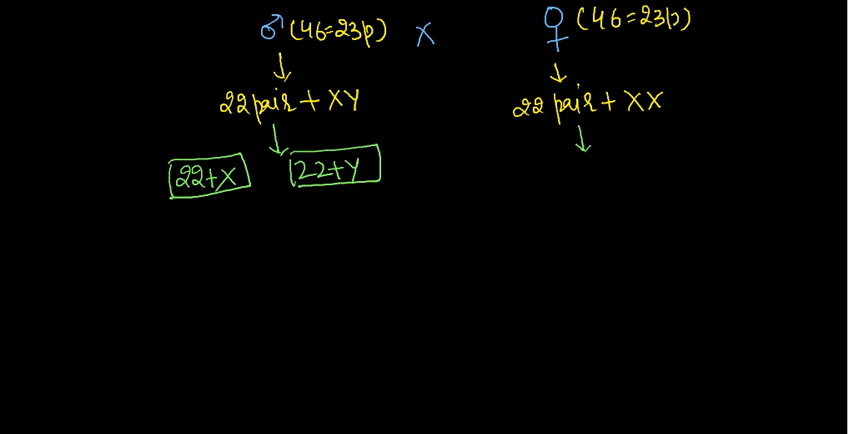 ♂ (46=23p) X ♀ (46=23p)
22 pair + XY 22 pair + XX
22+X 22+Y